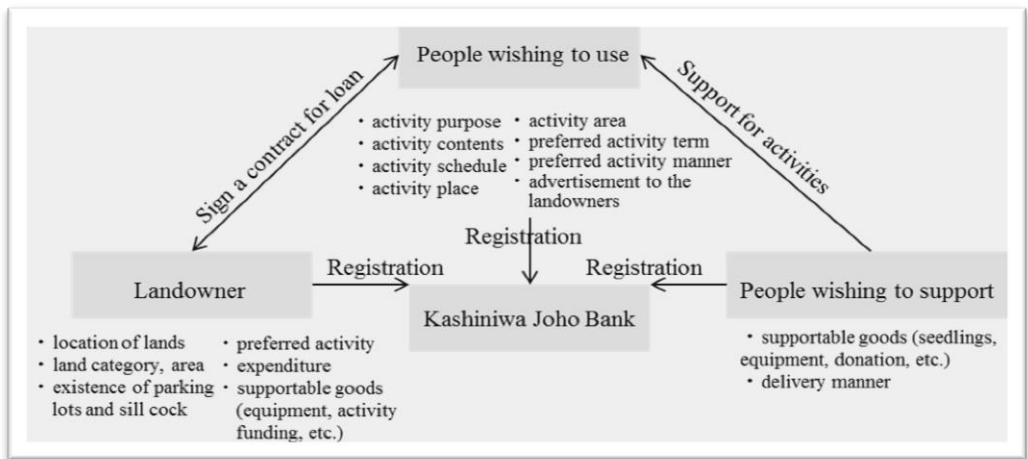 People wishing to use
Sign a contract for loan
Support for activities
・activity purpose
・activity contents
・activity schedule
・activity place
・activity area
・preferred activity term
・preferred activity manner
・advertisement to the
landowners
Registration
Landowner
Registration
Kashiniwa Joho Bank
Registration
People wishing to support
・location of lands
・land category, area
・existence of parking
lots and sill cock
・preferred activity
・expenditure
・supportable goods
(equipment, activity
funding, etc.)
・supportable goods (seedlings,
equipment, donation, etc.)
・delivery manner